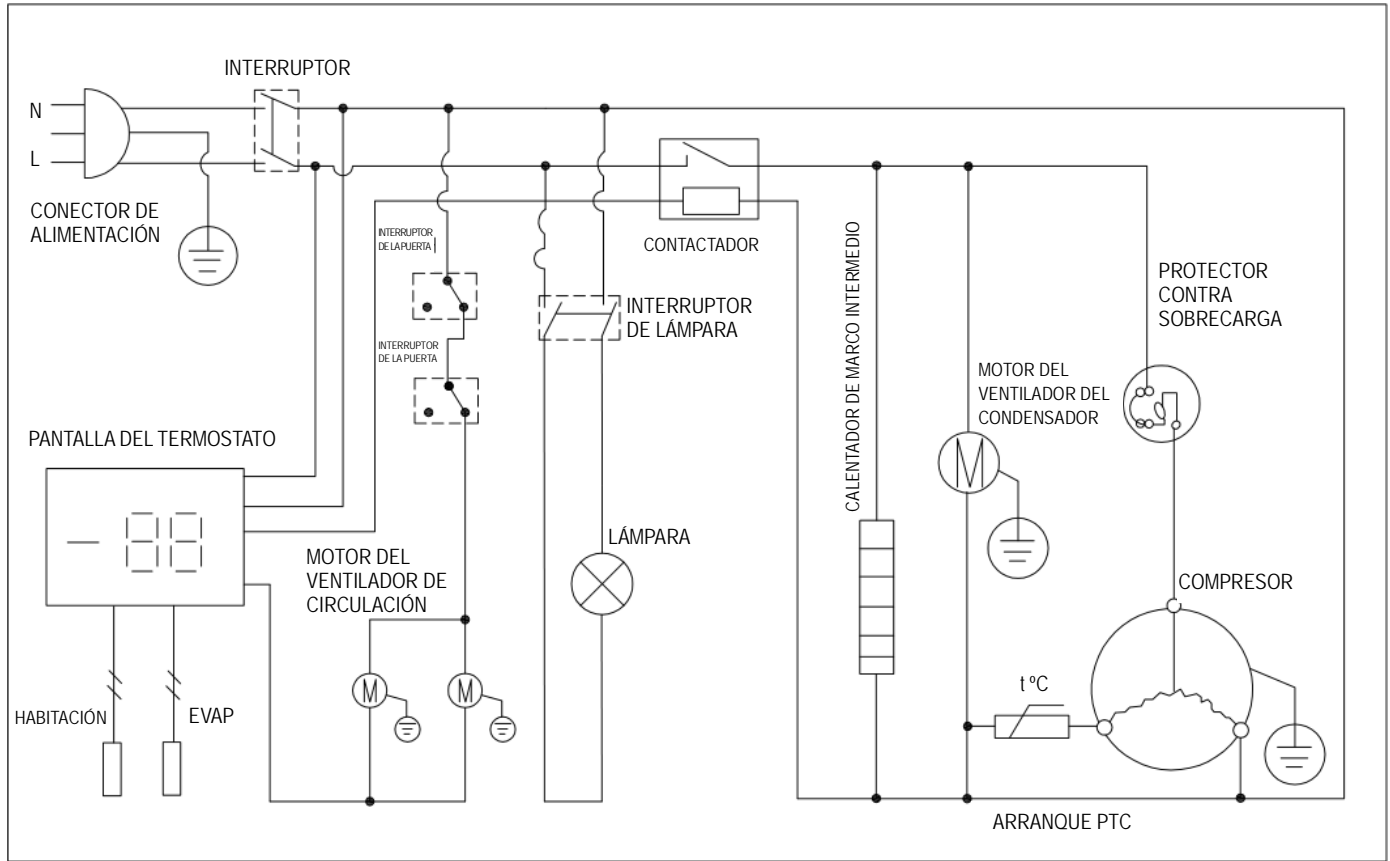 INTERRUPTOR
N
L
CONECTOR DE
ALIMENTACIÓN
INTERRUPTOR
DE LA PUERTA
INTERRUPTOR
DE LA PUERTA
CONTACTADOR
INTERRUPTOR
DE LÁMPARA
CALENTADOR DE MARCO INTERMEDIO
PROTECTOR
CONTRA
SOBRECARGA
MOTOR DEL
VENTILADOR DEL
CONDENSADOR
M
PANTALLA DEL TERMOSTATO
- 88
MOTOR DEL
VENTILADOR DE
CIRCULACIÓN
M
M
LÁMPARA
COMPRESOR
t ºC
HABITACIÓN
EVAP
ARRANQUE PTC